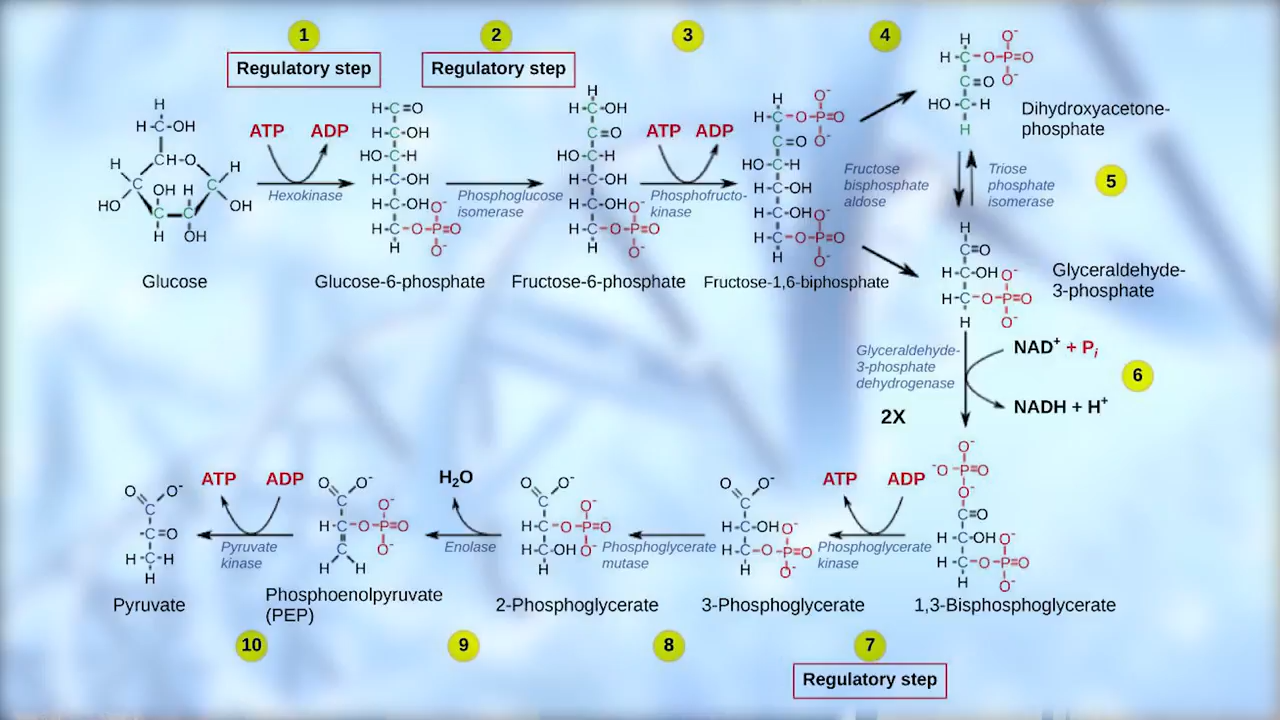 1
2
3
4
Regulatory step
Regulatory step
ATP ADP
Hexokinase
Glucose
Phosphoglucose
isomerase
Glucose-6-phosphate
Fructose-6-phosphate
ATP ADP
Phosphofructo-
kinase
Fructose-1,6-biphosphate
Fructose
bisphosphate
aldose
Dihydroxyacetone-
phosphate
Triose
phosphate
isomerase
5
Glyceraldehyde-
3-phosphate
Glyceraldehyde-
3-phosphate
dehydrogenase
NAD⁺ + Pᵢ
NADH + H⁺
6
2X
1,3-Bisphosphoglycerate
ATP ADP
Phosphoglycerate
kinase
7
Regulatory step
3-Phosphoglycerate
Phosphoglycerate
mutase
8
2-Phosphoglycerate
H₂O
Enolase
9
Phosphoenolpyruvate
(PEP)
ATP ADP
Pyruvate
kinase
10
Pyruvate